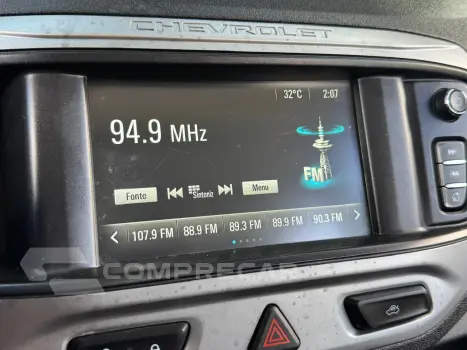 CHEVROLET
32°C 2:07
94.9 MHz
FM
Fonte Sintoniz Menu
107.9 FM 88.9 FM 89.3 FM 89.9 FM 90.3 FM
COMPRECAR